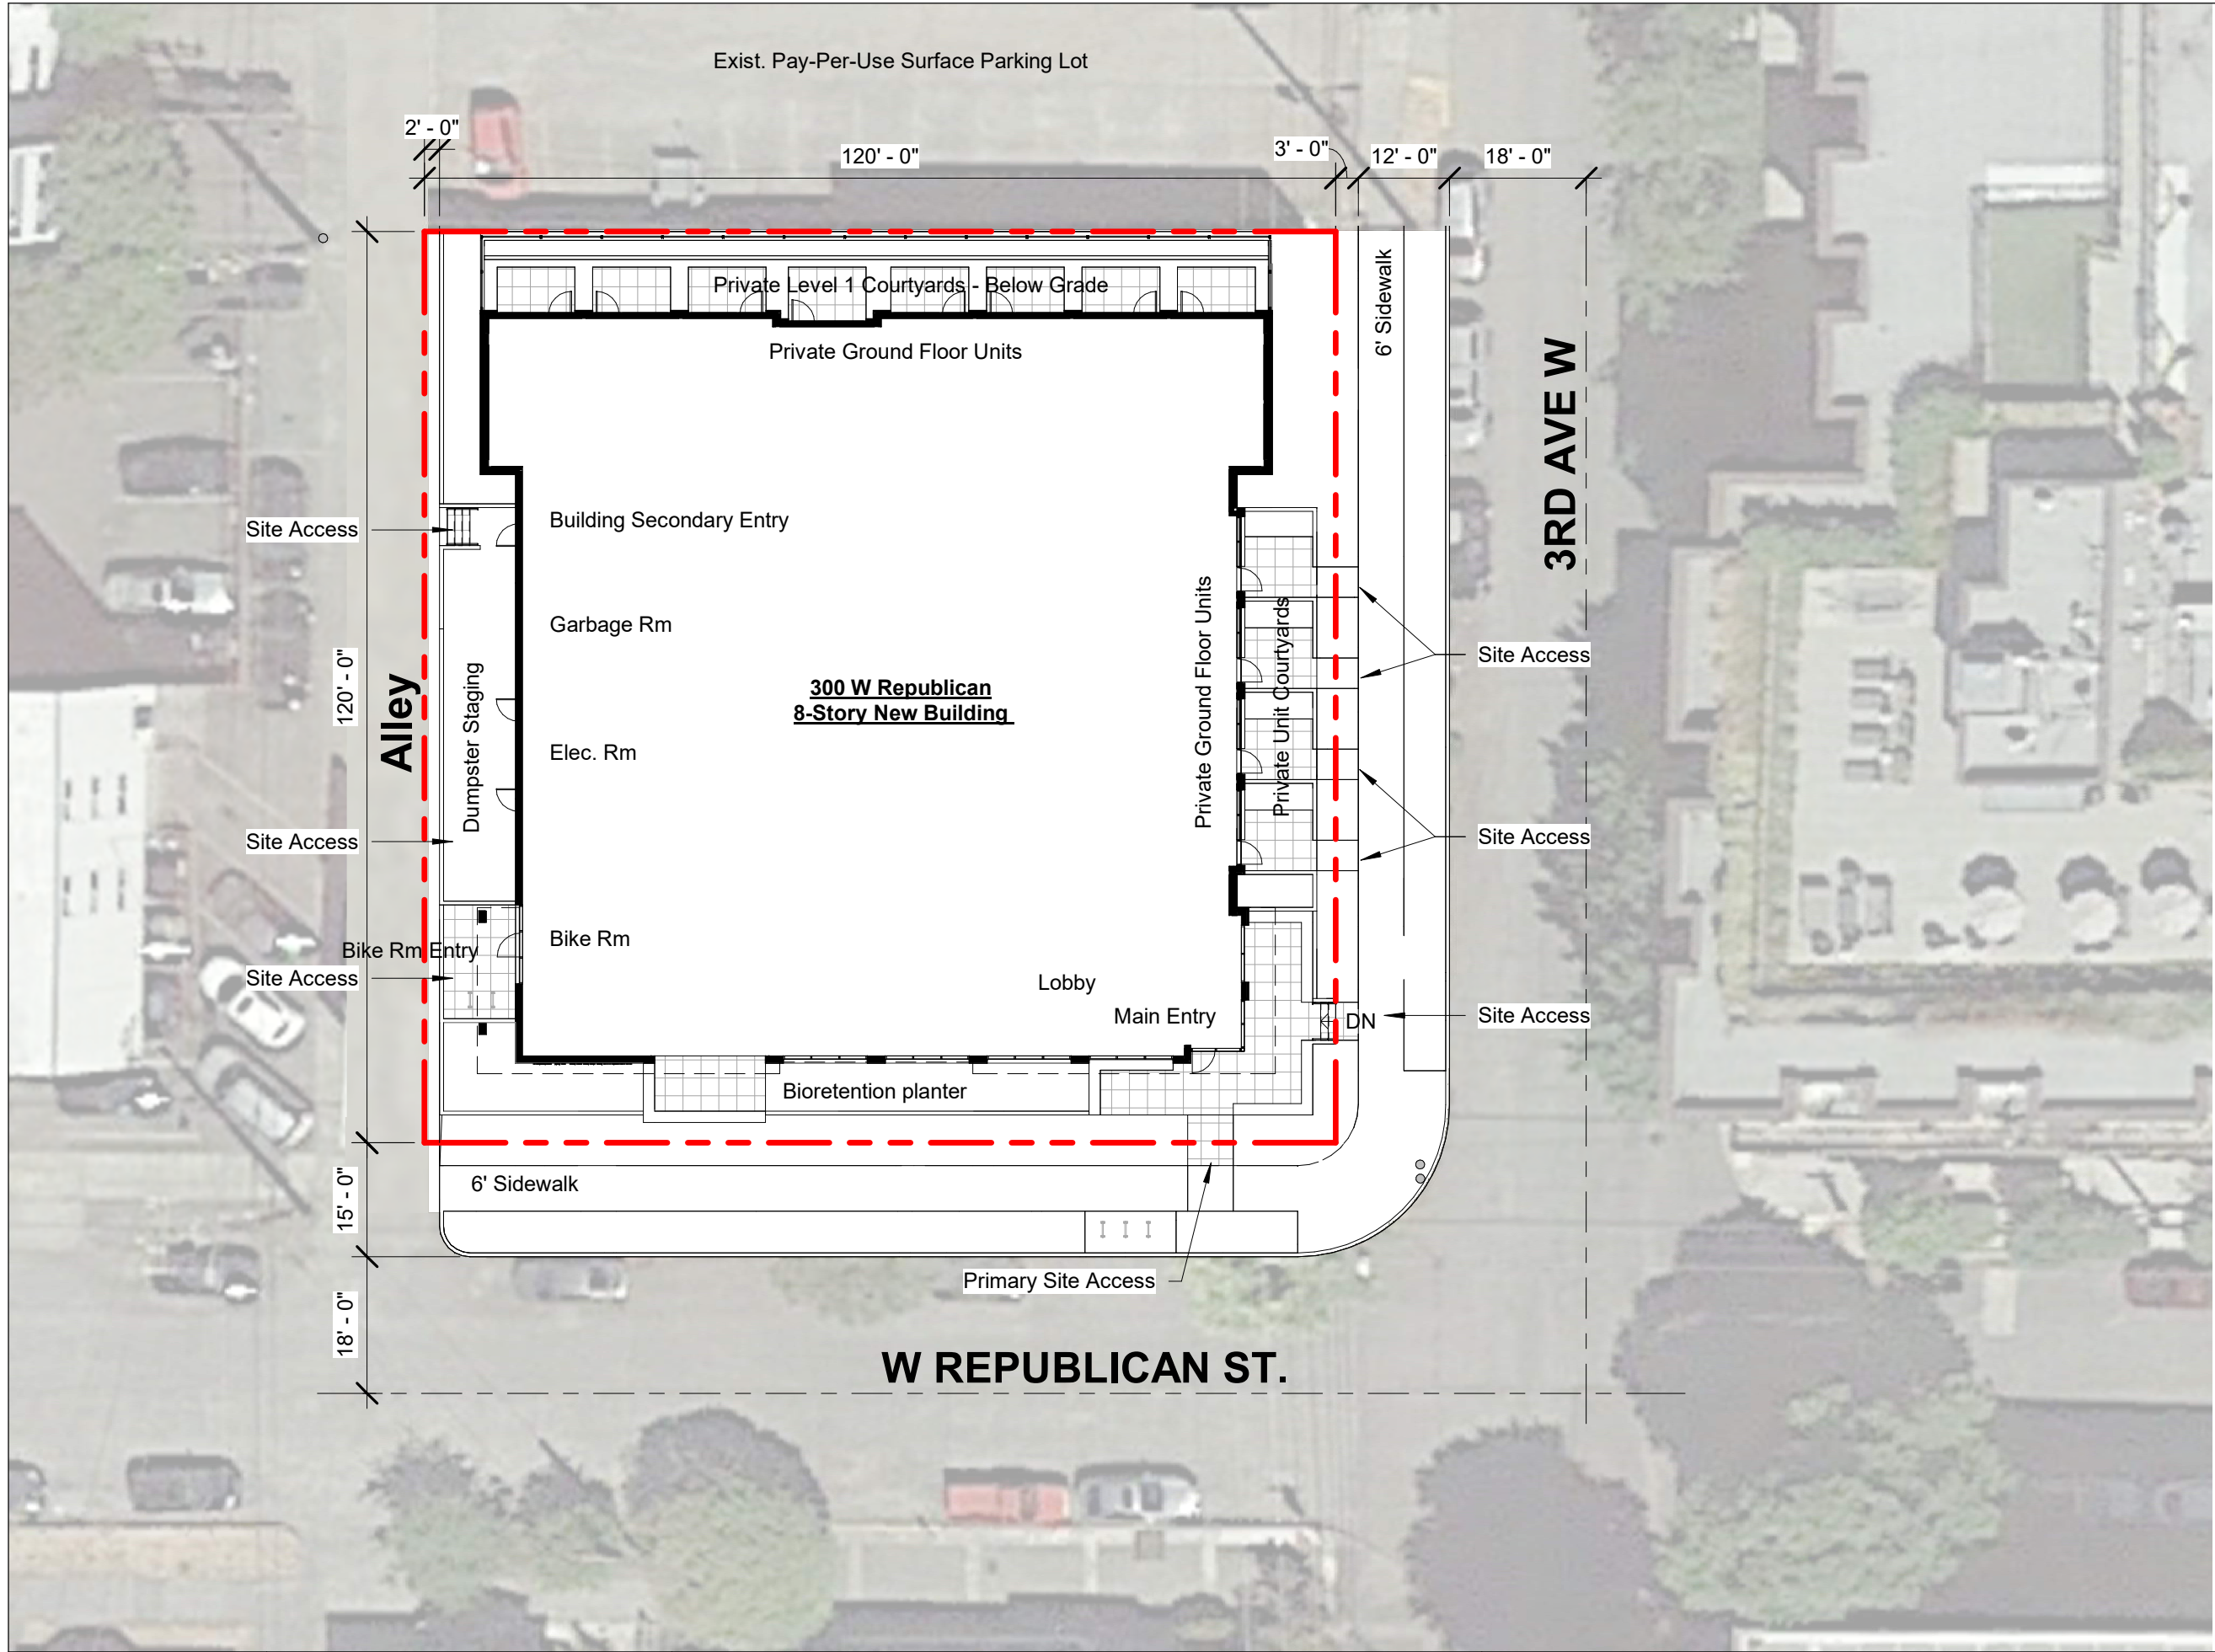 Exist. Pay-Per-Use Surface Parking Lot
2' - 0"
120' - 0"
3' - 0"
12' - 0"
18' - 0"
Private Level 1 Courtyards - Below Grade
6' Sidewalk
Private Ground Floor Units
3RD AVE W
Site Access
Building Secondary Entry
Garbage Rm
Private Ground Floor Units
Private Unit Courtyards
Site Access
120' - 0"
Alley
Dumpster Staging
300 W Republican
8-Story New Building
Elec. Rm
Site Access
Site Access
Bike Rm Entry
Bike Rm
Site Access
Lobby
Main Entry
DN
Site Access
Bioretention planter
15' - 0"
6' Sidewalk
Primary Site Access
18' - 0"
W REPUBLICAN ST.